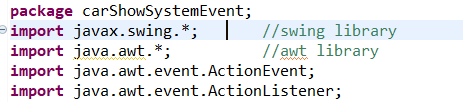 package carShowSystemEvent;
import javax.swing.*;     //swing library
import java.awt.*;        //awt library
import java.awt.event.ActionEvent;
import java.awt.event.ActionListener;